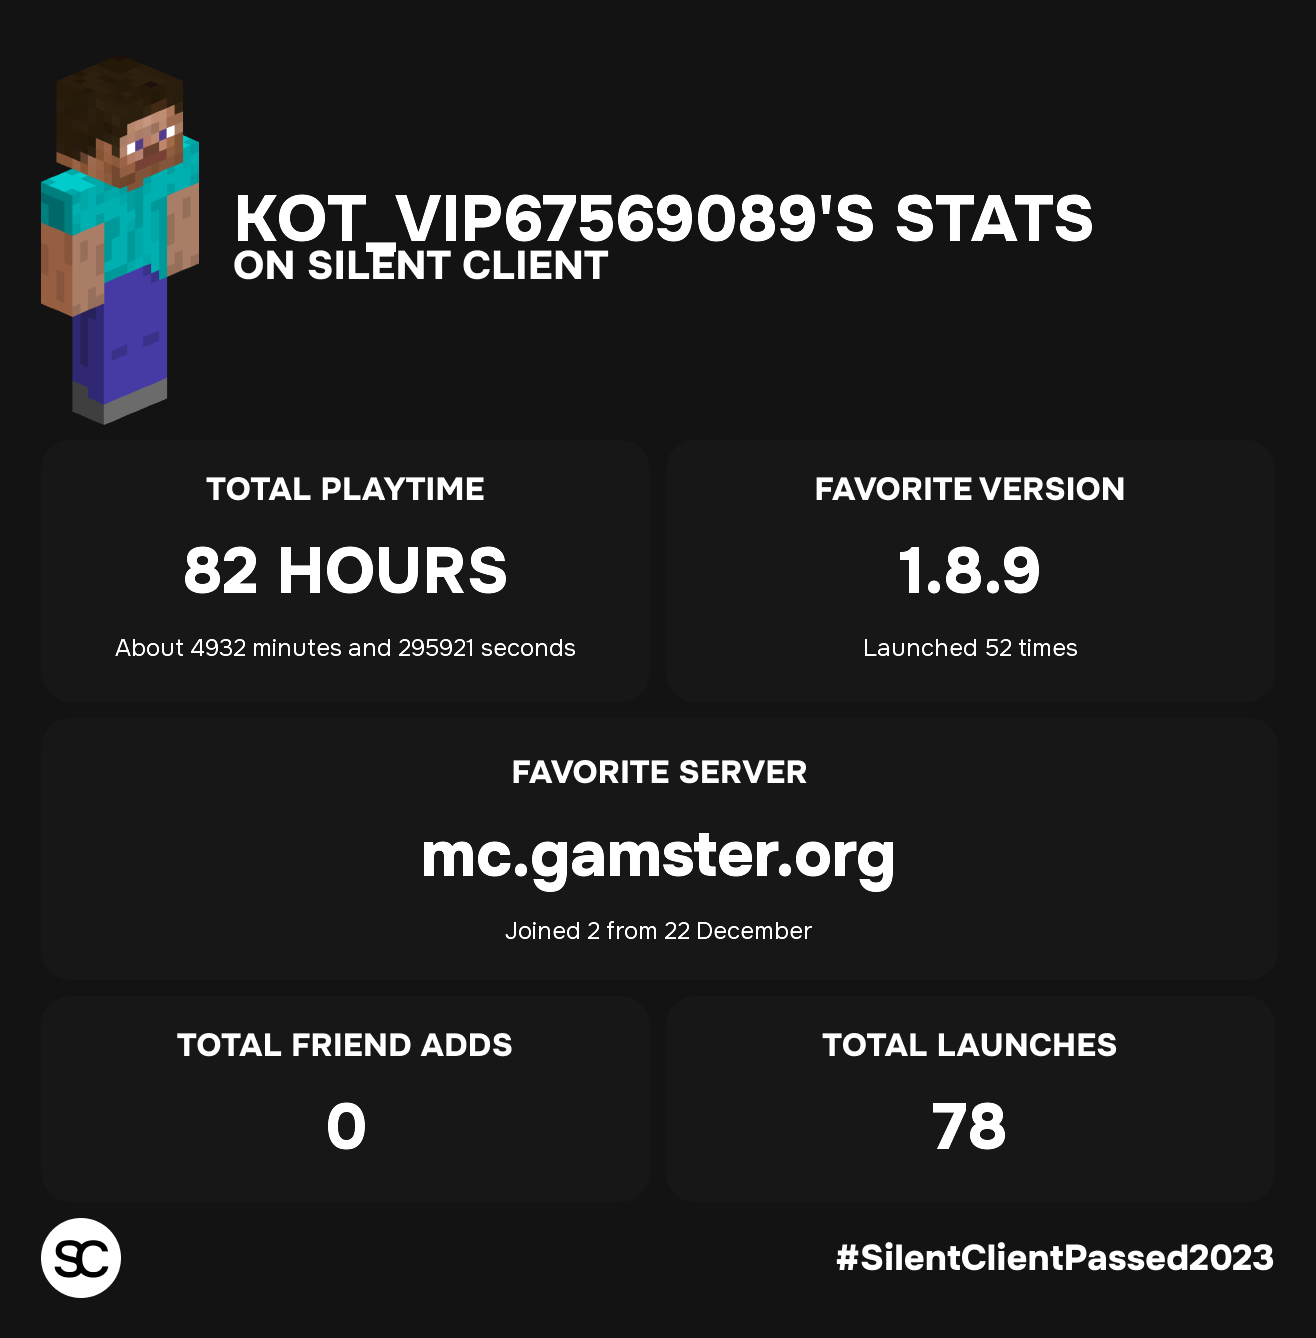 KOT_VIP67569089'S STATS
ON SILENT CLIENT
TOTAL PLAYTIME
82 HOURS
About 4932 minutes and 295921 seconds
FAVORITE VERSION
1.8.9
Launched 52 times
FAVORITE SERVER
mc.gamster.org
Joined 2 from 22 December
TOTAL FRIEND ADDS
0
TOTAL LAUNCHES
78
SC
#SilentClientPassed2023